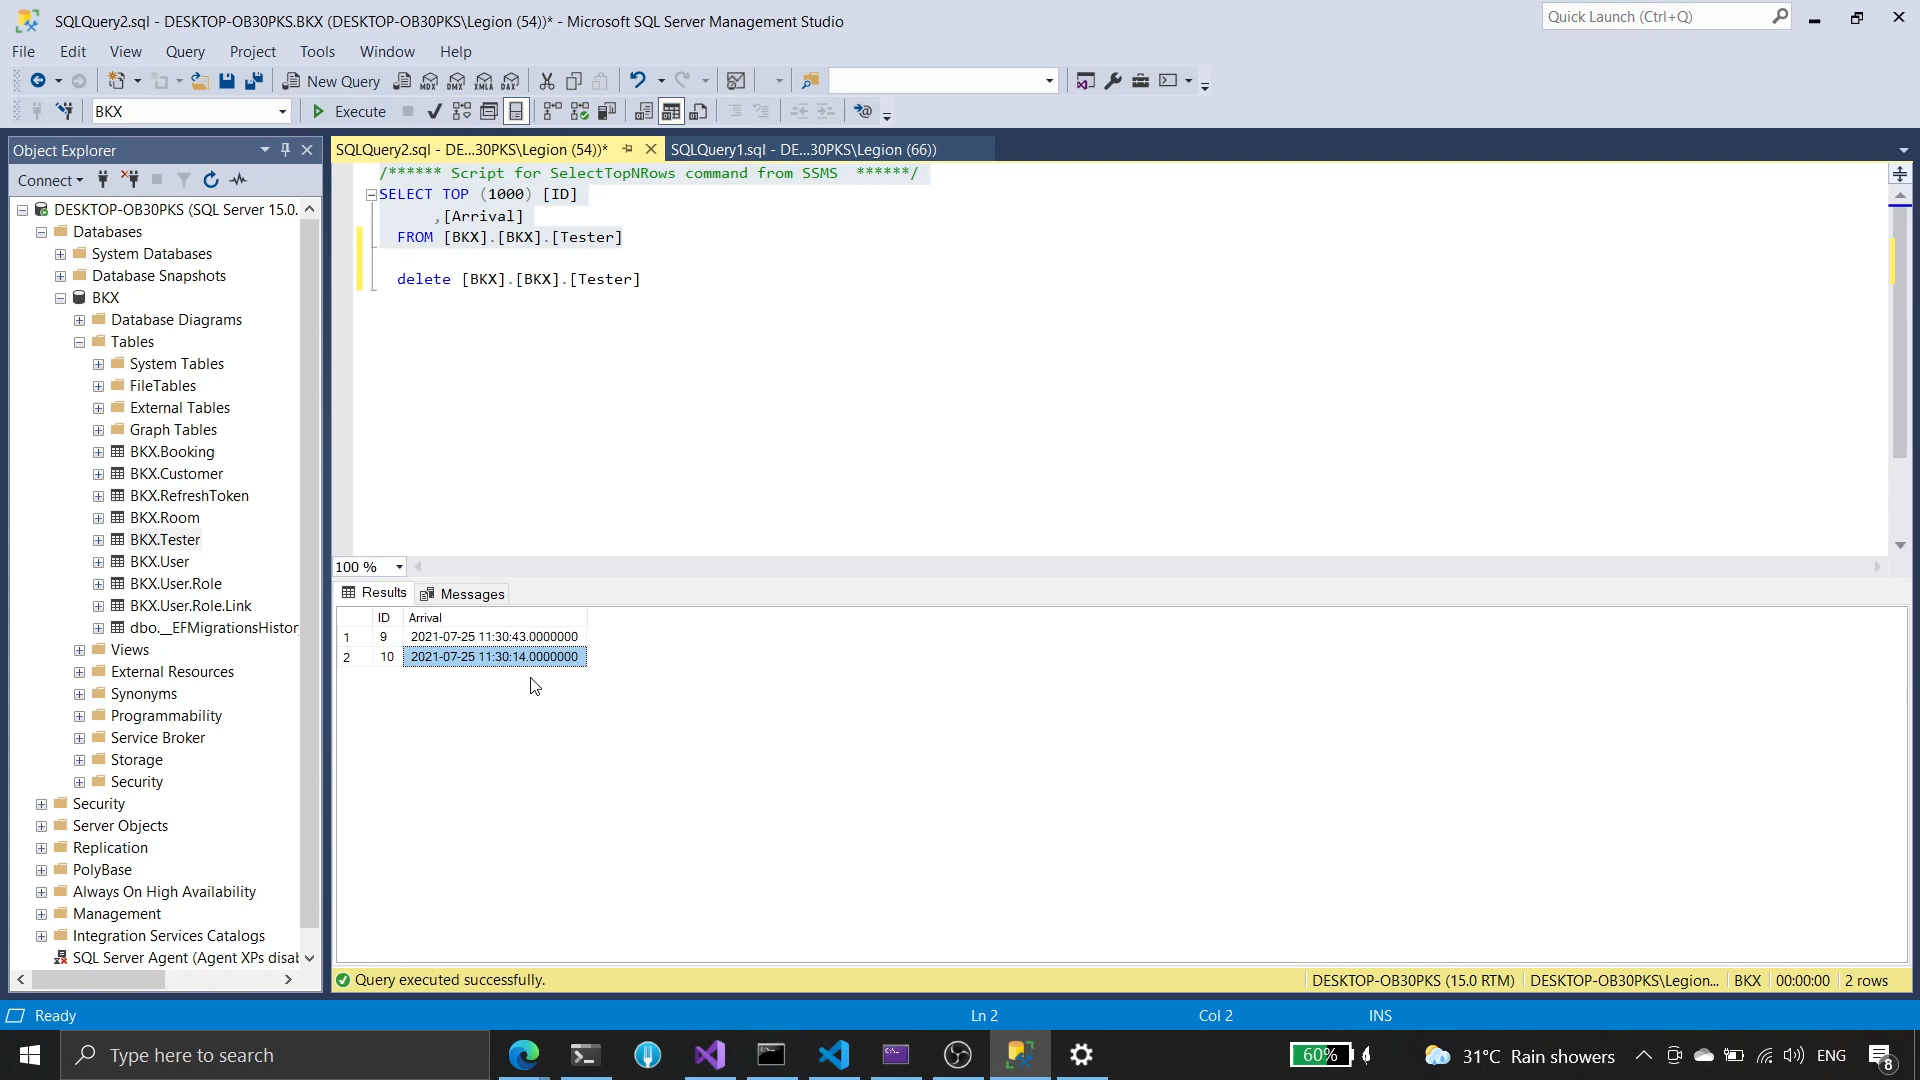 SQLQuery2.sql - DESKTOP-OB30PKS.BKX (DESKTOP-OB30PKS\Legion (54))* - Microsoft SQL Server Management Studio
Quick Launch (Ctrl+Q)
File Edit View Query Project Tools Window Help
New Query
MDX DMX XMLA DAX
BKX
Execute
Object Explorer
SQLQuery2.sql - DE...30PKS\Legion (54))*
SQLQuery1.sql - DE...30PKS\Legion (66))
Connect
DESKTOP-OB30PKS (SQL Server 15.0.
Databases
System Databases
Database Snapshots
BKX
Database Diagrams
Tables
System Tables
FileTables
External Tables
Graph Tables
BKX.Booking
BKX.Customer
BKX.RefreshToken
BKX.Room
BKX.Tester
BKX.User
BKX.User.Role
BKX.User.Role.Link
dbo.__EFMigrationsHistor
Views
External Resources
Synonyms
Programmability
Service Broker
Storage
Security
Security
Server Objects
Replication
PolyBase
Always On High Availability
Management
Integration Services Catalogs
SQL Server Agent (Agent XPs disab
/****** Script for SelectTopNRows command from SSMS  ******/
SELECT TOP (1000) [ID]
,[Arrival]
FROM [BKX].[BKX].[Tester]
delete [BKX].[BKX].[Tester]
100 %
Results Messages
ID Arrival
1 9 2021-07-25 11:30:43.0000000
2 10 2021-07-25 11:30:14.0000000
Query executed successfully.
DESKTOP-OB30PKS (15.0 RTM) DESKTOP-OB30PKS\Legion... BKX 00:00:00 2 rows
Ready Ln 2 Col 2 INS
Type here to search
60%
31°C Rain showers
ENG
8